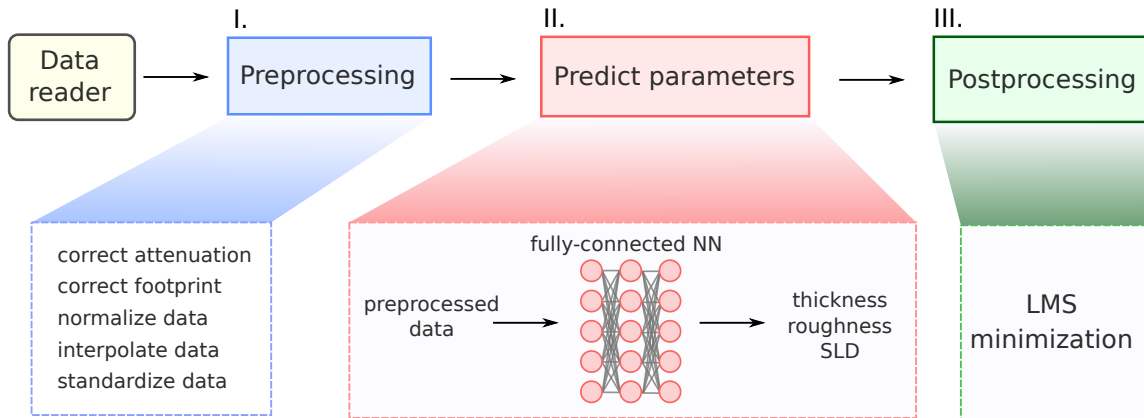 I.
II.
III.
Data
reader
Preprocessing
Predict parameters
Postprocessing
correct attenuation
correct footprint
normalize data
interpolate data
standardize data
fully-connected NN
preprocessed
data
thickness
roughness
SLD
LMS
minimization